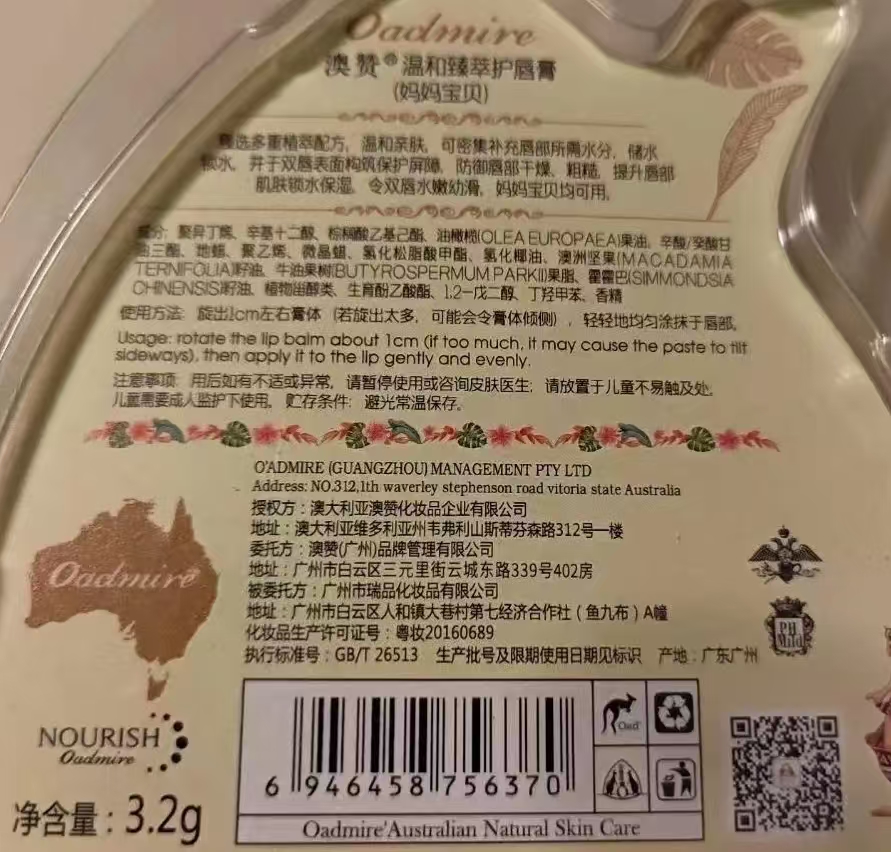 Oadmire
澳赞®温和臻萃护唇膏
(妈妈宝贝)
甄选多重植萃配方，温和亲肤，可密集补充唇部所需水分，储水
锁水，并于双唇表面构筑保护屏障，防御唇部干燥、粗糙，提升唇部
肌肤锁水保湿，令双唇水嫩幼滑，妈妈宝贝均可用。
成分：聚异丁烯、辛基十二醇、棕榈酸乙基己酯、油橄榄(OLEA EUROPAEA)果油、辛酸/癸酸甘
油三酯、地蜡、聚乙烯、微晶蜡、氢化松脂酸甲酯、氢化椰油、澳洲坚果(MACADAMIA
TERNIFOLIA)籽油、牛油果树(BUTYROSPERMUM PARKII)果脂、霍霍巴(SIMMONDSIA
CHINENSIS)籽油、植物甾醇类、生育酚乙酸酯、1,2-戊二醇、丁羟甲苯、香精
使用方法：旋出1cm左右膏体（若旋出太多，可能会令膏体倾侧），轻轻地均匀涂抹于唇部。
Usage: rotate the lip balm about 1cm (if too much, it may cause the paste to tilt
sideways), then apply it to the lip gently and evenly.
注意事项：用后如有不适或异常，请暂停使用或咨询皮肤医生；请放置于儿童不易触及处，
儿童需要成人监护下使用。贮存条件：避光常温保存。
O'ADMIRE (GUANGZHOU) MANAGEMENT PTY LTD
Address: NO.312,1th waverley stephenson road vitoria state Australia
授权方：澳大利亚澳赞化妆品企业有限公司
地址：澳大利亚维多利亚州韦弗利山斯蒂芬森路312号一楼
委托方：澳赞(广州)品牌管理有限公司
地址：广州市白云区三元里街云城东路339号402房
被委托方：广州市瑞品化妆品有限公司
地址：广州市白云区人和镇大巷村第七经济合作社（鱼九布）A幢
化妆品生产许可证号：粤妆20160689
执行标准号：GB/T 26513 生产批号及限期使用日期见标识 产地：广东广州
Oadmire
PH
Mild
NOURISH
Oadmire
净含量：3.2g
6 946458 756370
Oad'
Oadmire'Australian Natural Skin Care